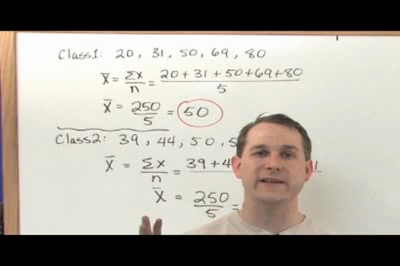 Class1: 20, 31, 50, 69, 80
X̄ = Σx/n = 20+31+50+69+80/5
X̄ = 250/5 = 50
Class2: 39, 44, 50, 5
X̄ = Σx/n = 39+4
X̄ = 250/5 =